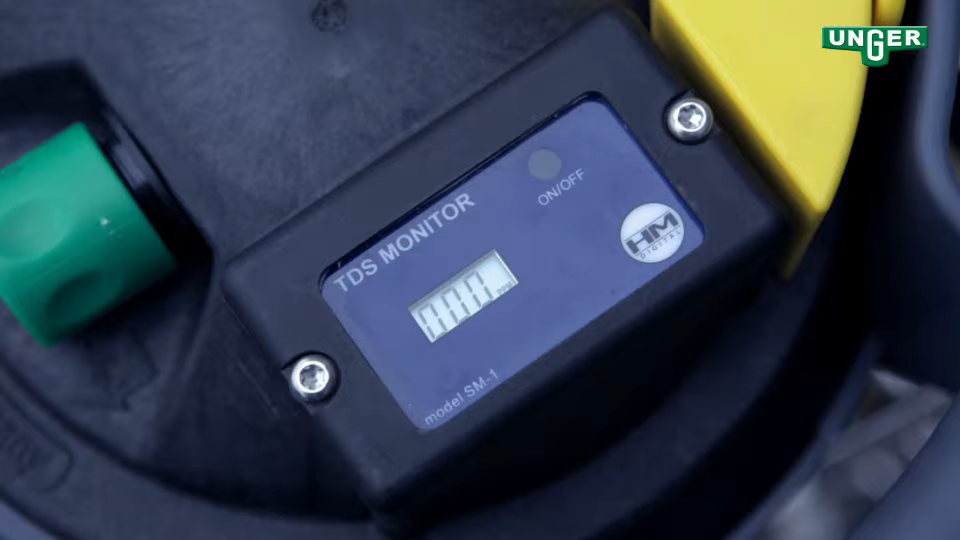 UNGER
ON/OFF
TDS MONITOR
HM
DIGITAL
000
ppm
model SM-1